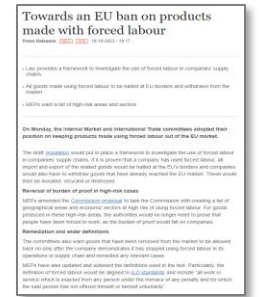 Towards an EU ban on products
made with forced labour
Press Releases IMCO INTA 16-10-2023 - 19:17
• Law provides a framework to investigate the use of forced labour in companies' supply
chains
• All goods made using forced labour to be halted at EU borders and withdrawn from the
market
• MEPs want a list of high-risk areas and sectors
On Monday, the Internal Market and International Trade committees adopted their
position on keeping products made using forced labour out of the EU market.
The draft regulation would put in place a framework to investigate the use of forced labour
in companies' supply chains. If it is proven that a company has used forced labour, all
import and export of the related goods would be halted at the EU's borders and companies
would also have to withdraw goods that have already reached the EU market. These would
then be donated, recycled or destroyed.
Reversal of burden of proof in high-risk cases
MEPs amended the Commission proposal to task the Commission with creating a list of
geographical areas and economic sectors at high risk of using forced labour. For goods
produced in these high-risk areas, the authorities would no longer need to prove that
people have been forced to work, as the burden of proof would fall on companies.
Remediation and wider definitions
The committees also want goods that have been removed from the market to be allowed
back on only after the company demonstrates it has stopped using forced labour in its
operations or supply chain and remedied any relevant cases.
MEPs have also updated and widened the definitions used in the text. Particularly, the
definition of forced labour would be aligned to ILO standards and include "all work or
service which is exacted from any person under the menace of any penalty and for which
the said person has not offered himself or herself voluntarily".